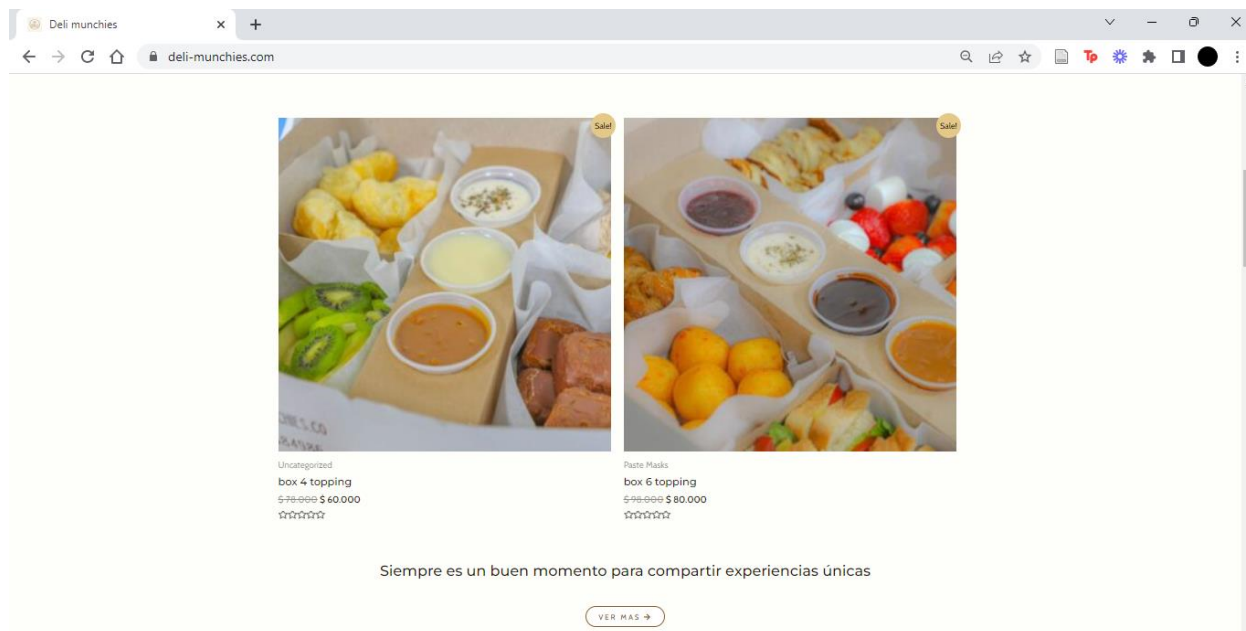 Deli munchies
deli-munchies.com
Sale!
Sale!
Uncategorized
box 4 topping
$ 78.000 $ 60.000
Paste Masks
box 6 topping
$ 98.000 $ 80.000
Siempre es un buen momento para compartir experiencias únicas
VER MAS →